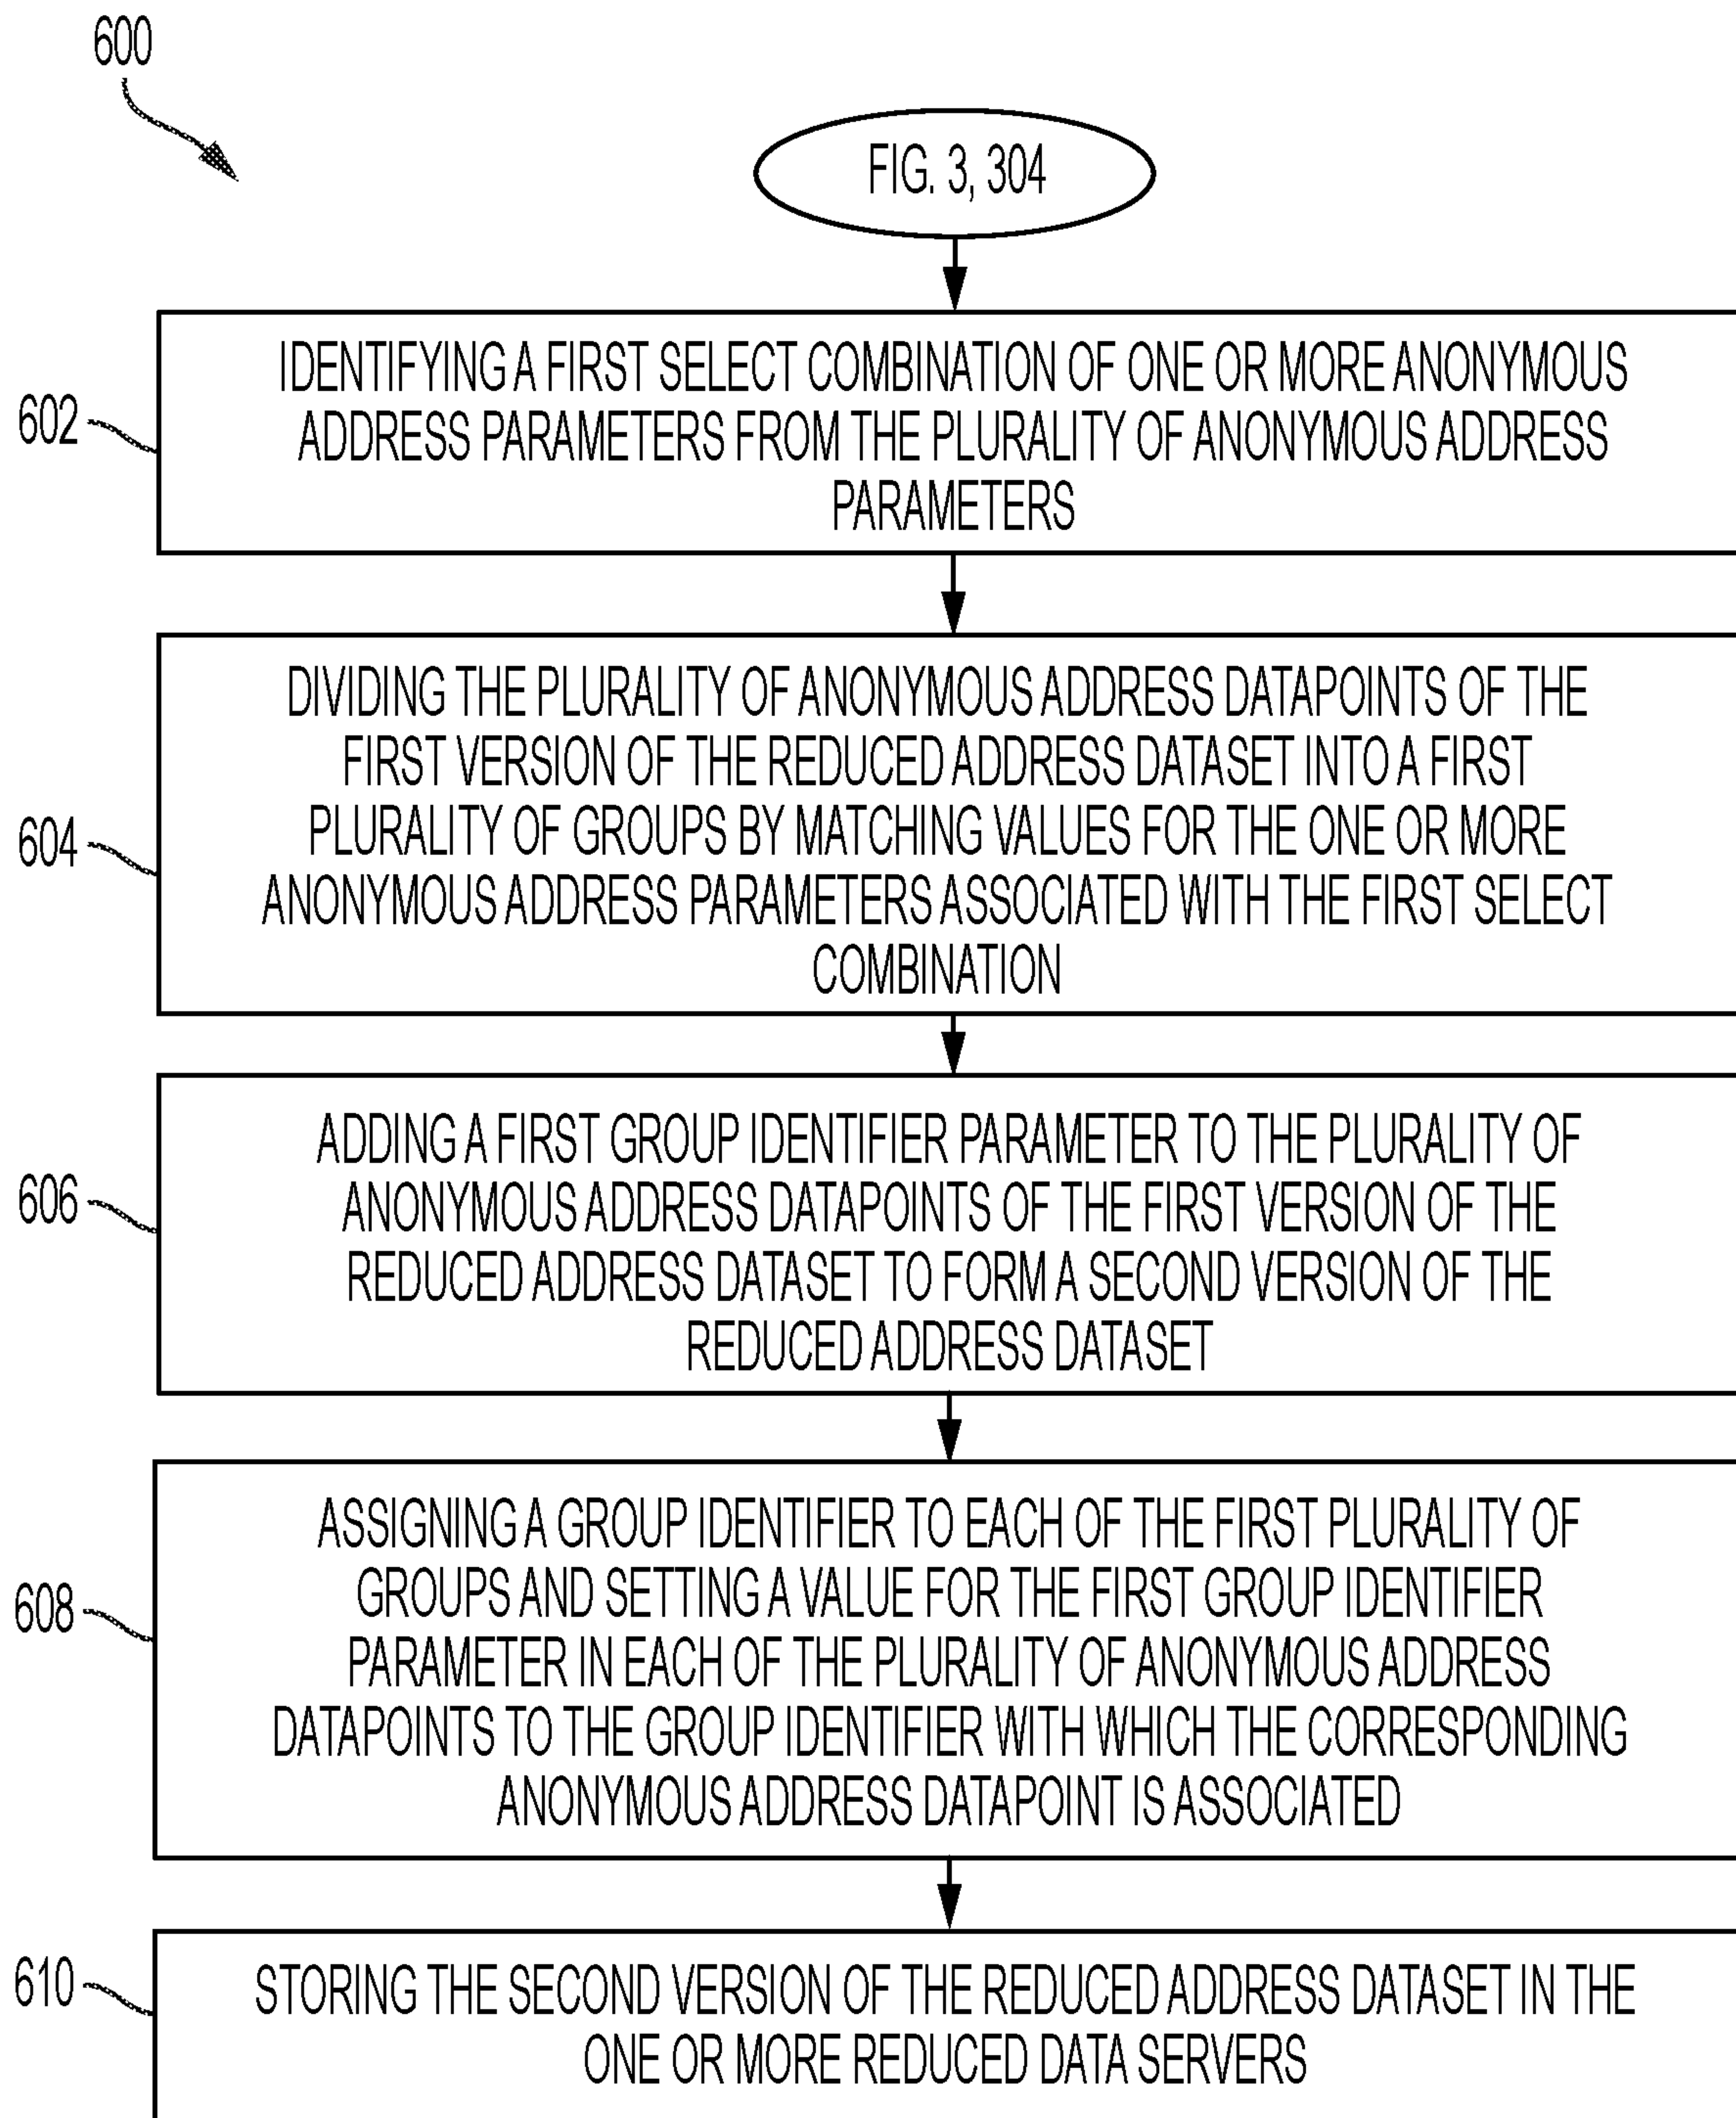 600
FIG. 3, 304
602
IDENTIFYING A FIRST SELECT COMBINATION OF ONE OR MORE ANONYMOUS
ADDRESS PARAMETERS FROM THE PLURALITY OF ANONYMOUS ADDRESS
PARAMETERS
604
DIVIDING THE PLURALITY OF ANONYMOUS ADDRESS DATAPOINTS OF THE
FIRST VERSION OF THE REDUCED ADDRESS DATASET INTO A FIRST
PLURALITY OF GROUPS BY MATCHING VALUES FOR THE ONE OR MORE
ANONYMOUS ADDRESS PARAMETERS ASSOCIATED WITH THE FIRST SELECT
COMBINATION
606
ADDING A FIRST GROUP IDENTIFIER PARAMETER TO THE PLURALITY OF
ANONYMOUS ADDRESS DATAPOINTS OF THE FIRST VERSION OF THE
REDUCED ADDRESS DATASET TO FORM A SECOND VERSION OF THE
REDUCED ADDRESS DATASET
608
ASSIGNING A GROUP IDENTIFIER TO EACH OF THE FIRST PLURALITY OF
GROUPS AND SETTING A VALUE FOR THE FIRST GROUP IDENTIFIER
PARAMETER IN EACH OF THE PLURALITY OF ANONYMOUS ADDRESS
DATAPOINTS TO THE GROUP IDENTIFIER WITH WHICH THE CORRESPONDING
ANONYMOUS ADDRESS DATAPOINT IS ASSOCIATED
610
STORING THE SECOND VERSION OF THE REDUCED ADDRESS DATASET IN THE
ONE OR MORE REDUCED DATA SERVERS